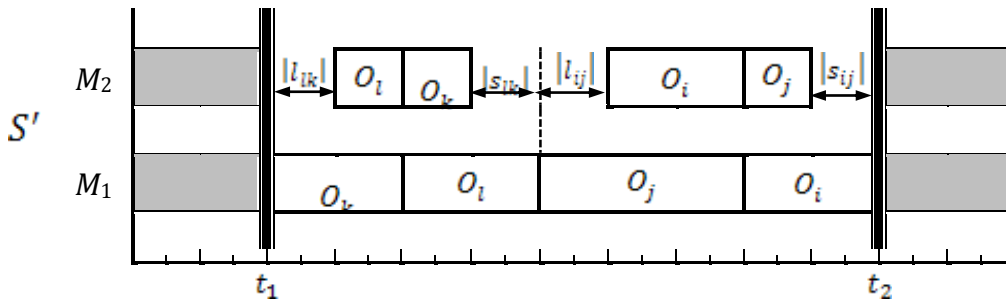 M₂ |l_lk| O_l O_k |s_lk| |l_ij| O_i O_j |s_ij|
S′
M₁ O_k O_l O_j O_i
t₁ t₂